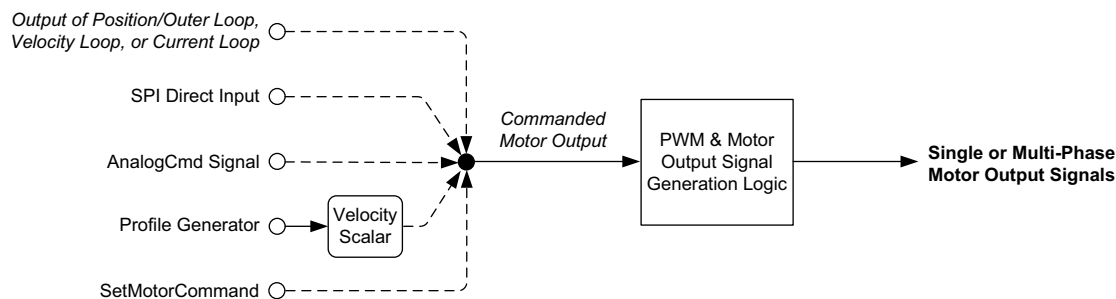 Output of Position/Outer Loop,
Velocity Loop, or Current Loop
SPI Direct Input
AnalogCmd Signal
Profile Generator
Velocity
Scalar
SetMotorCommand
Commanded
Motor Output
PWM & Motor
Output Signal
Generation Logic
Single or Multi-Phase
Motor Output Signals